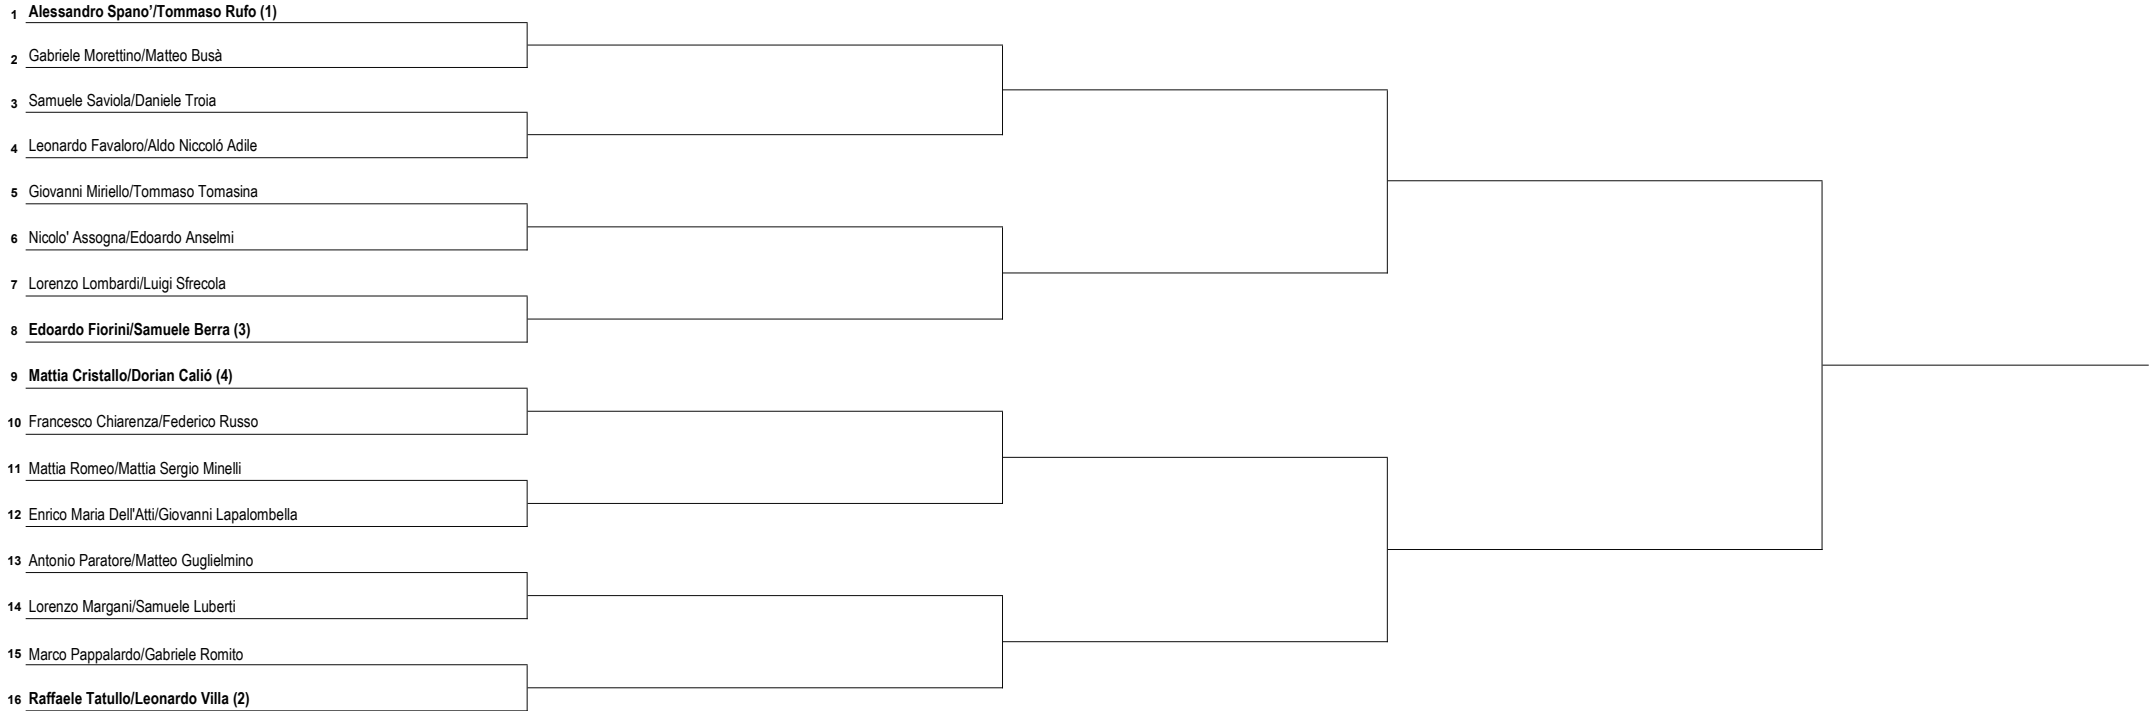 1 Alessandro Spano’/Tommaso Rufo (1)
2 Gabriele Morettino/Matteo Busà
3 Samuele Saviola/Daniele Troia
4 Leonardo Favaloro/Aldo Niccoló Adile
5 Giovanni Miriello/Tommaso Tomasina
6 Nicolo' Assogna/Edoardo Anselmi
7 Lorenzo Lombardi/Luigi Sfrecola
8 Edoardo Fiorini/Samuele Berra (3)
9 Mattia Cristallo/Dorian Calió (4)
10 Francesco Chiarenza/Federico Russo
11 Mattia Romeo/Mattia Sergio Minelli
12 Enrico Maria Dell'Atti/Giovanni Lapalombella
13 Antonio Paratore/Matteo Guglielmino
14 Lorenzo Margani/Samuele Luberti
15 Marco Pappalardo/Gabriele Romito
16 Raffaele Tatullo/Leonardo Villa (2)